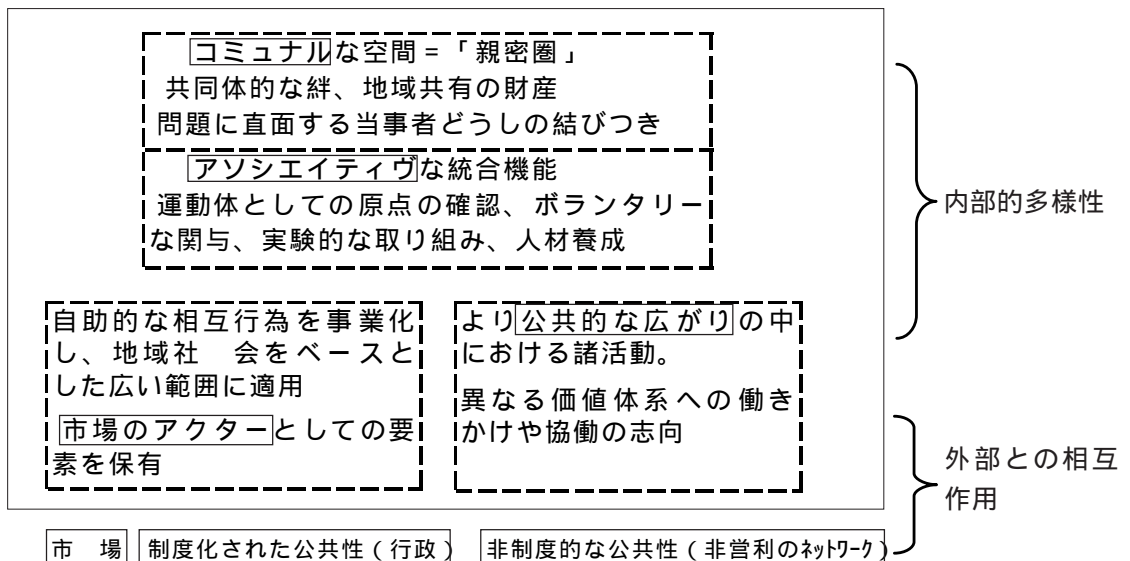 コミュナルな空間=「親密圏」
共同体的な絆、地域共有の財産
問題に直面する当事者どうしの結びつき
アソシエイティヴな統合機能
運動体としての原点の確認、ボランタリー
な関与、実験的な取り組み、人材養成
内部的多様性
自助的な相互行為を事業化
し、地域社 会をベースと
した広い範囲に適用
市場のアクターとしての要
素を保有
より公共的な広がりの中
における諸活動。
異なる価値体系への働き
かけや協働の志向
外部との相互
作用
市 場
制度化された公共性(行政)
非制度的な公共性(非営利のネットワーク)